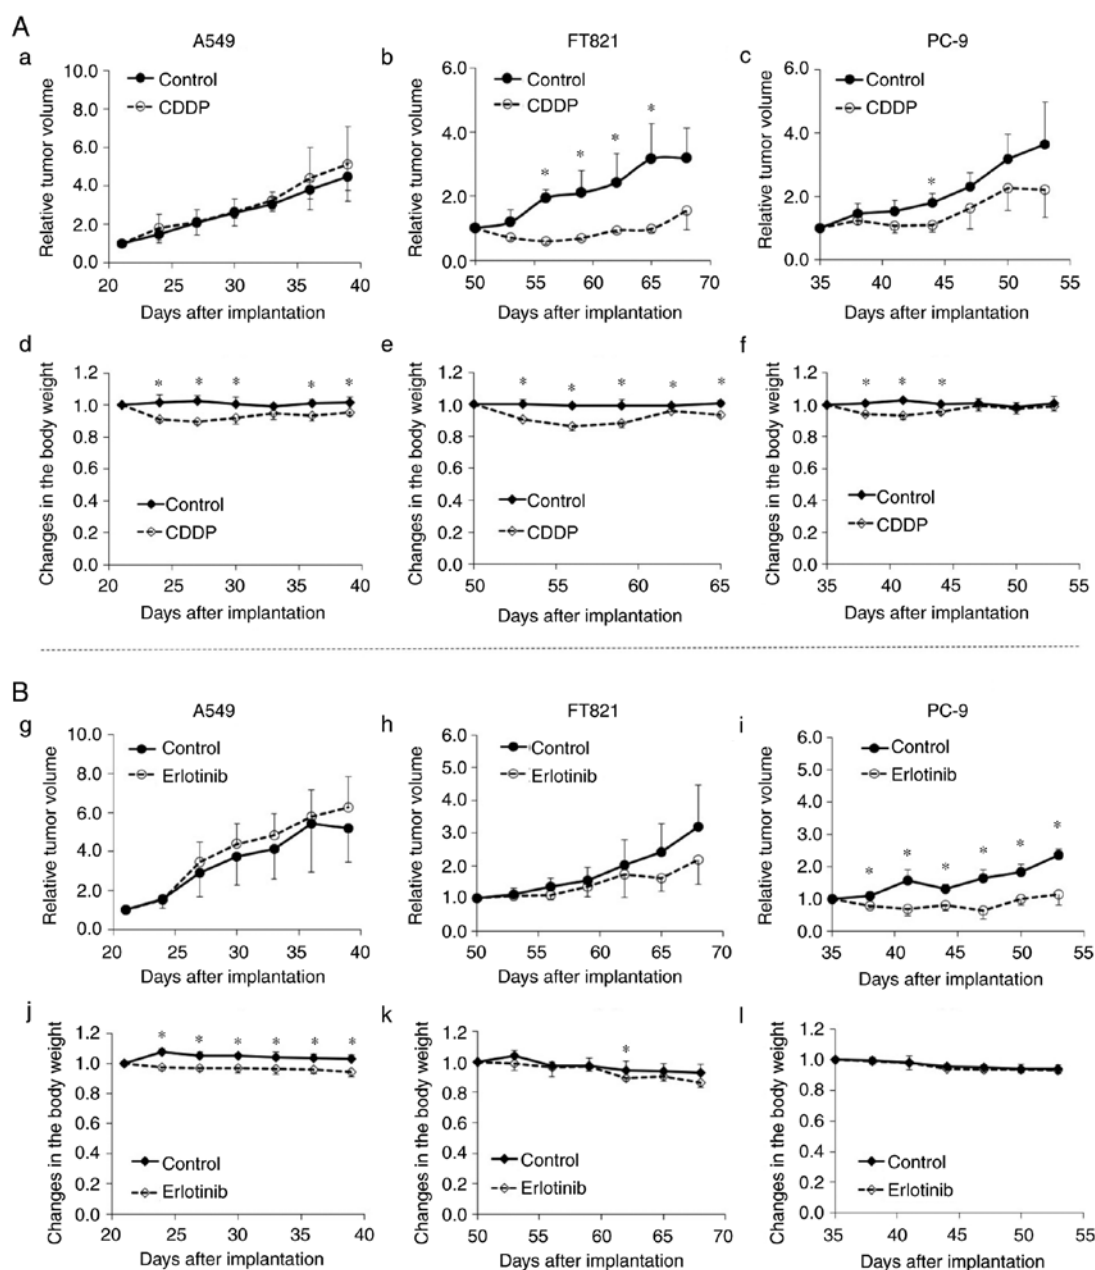 A
A549
FT821
PC-9
a
Relative tumor volume
10.0
8.0
6.0
4.0
2.0
0.0
Control
CDDP
20 25 30 35 40
Days after implantation
b
Relative tumor volume
6.0
4.0
2.0
0.0
Control
CDDP
* * * *
50 55 60 65 70
Days after implantation
c
Relative tumor volume
6.0
4.0
2.0
0.0
Control
CDDP
*
35 40 45 50 55
Days after implantation
d
Changes in the body weight
1.2
1.0
0.8
0.6
0.4
0.2
0.0
* * * * *
Control
CDDP
20 25 30 35 40
Days after implantation
e
Changes in the body weight
1.2
1.0
0.8
0.6
0.4
0.2
0.0
* * * * *
Control
CDDP
50 55 60 65
Days after implantation
f
Changes in the body weight
1.2
1.0
0.8
0.6
0.4
0.2
0.0
* * *
Control
CDDP
35 40 45 50 55
Days after implantation
B
A549
FT821
PC-9
g
Relative tumor volume
10.0
8.0
6.0
4.0
2.0
0.0
Control
Erlotinib
20 25 30 35 40
Days after implantation
h
Relative tumor volume
6.0
5.0
4.0
3.0
2.0
1.0
0.0
Control
Erlotinib
50 55 60 65 70
Days after implantation
i
Relative tumor volume
6.0
5.0
4.0
3.0
2.0
1.0
0.0
Control
Erlotinib
* * * * * *
35 40 45 50 55
Days after implantation
j
Changes in the body weight
1.2
1.0
0.8
0.6
0.4
0.2
0.0
* * * * * *
Control
Erlotinib
20 25 30 35 40
Days after implantation
k
Changes in the body weight
1.2
1.0
0.8
0.6
0.4
0.2
0.0
*
Control
Erlotinib
50 55 60 65 70
Days after implantation
l
Changes in the body weight
1.2
1.0
0.8
0.6
0.4
0.2
0.0
Control
Erlotinib
35 40 45 50 55
Days after implantation